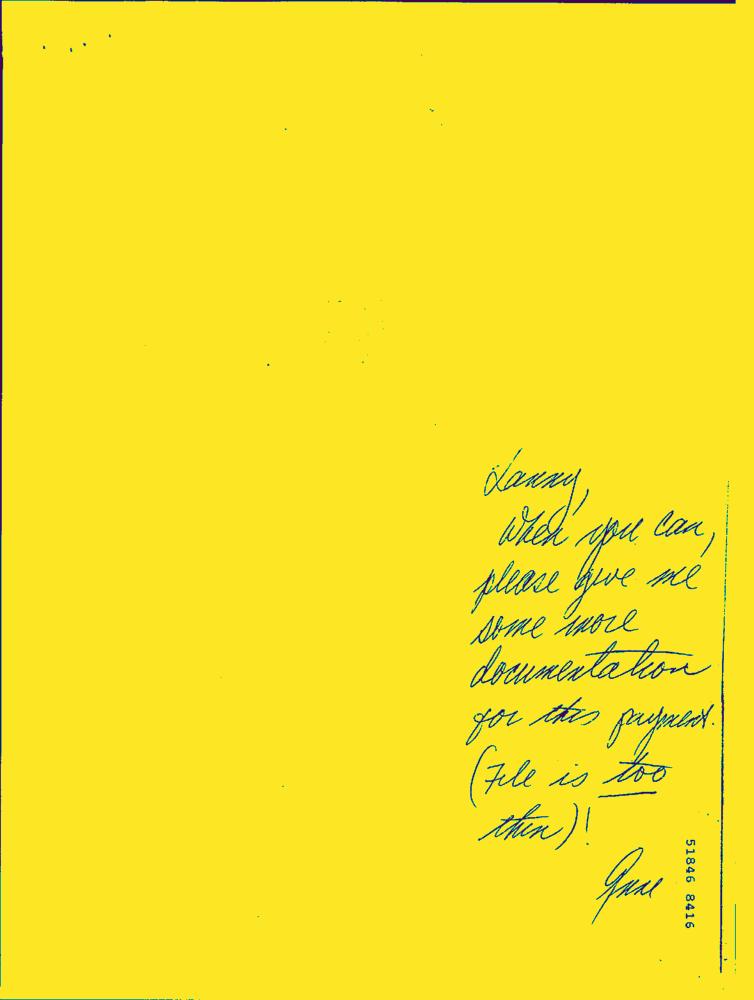 Lanny,
When you can,
please give me
some more
documentation
for this payment.
(File is too
thin)!
51846 8416